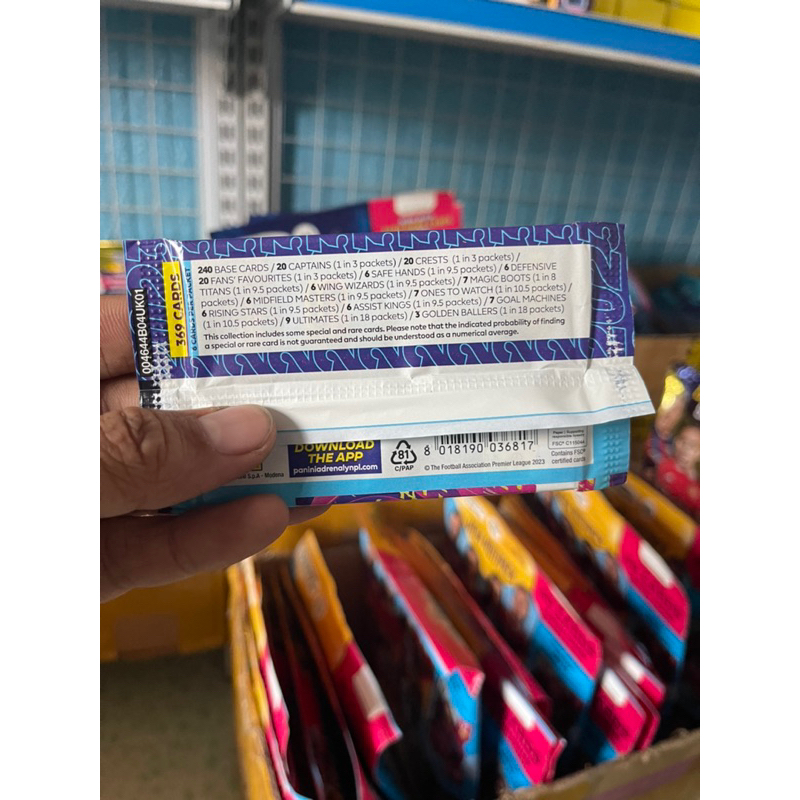 004644B04UK01
369 CARDS
240 BASE CARDS / 20 CAPTAINS (1 in 3 packets) / 20 CRESTS (1 in 3 packets) /
20 FANS' FAVOURITES (1 in 3 packets) / 6 SAFE HANDS (1 in 9.5 packets) / 6 DEFENSIVE
TITANS (1 in 9.5 packets) / 6 WING WIZARDS (1 in 9.5 packets) / 7 MAGIC BOOTS (1 in 8
packets) / 6 MIDFIELD MASTERS (1 in 9.5 packets) / 7 ONES TO WATCH (1 in 10.5 packets) /
6 RISING STARS (1 in 9.5 packets) / 6 ASSIST KINGS (1 in 9.5 packets) / 7 GOAL MACHINES
(1 in 10.5 packets) / 9 ULTIMATES (1 in 18 packets) / 3 GOLDEN BALLERS (1 in 18 packets)
This collection includes some special and rare cards. Please note that the indicated probability of finding
a special or rare card is not guaranteed and should be understood as a numerical average.
DOWNLOAD
THE APP
paniniadrenalynpl.com
81
C/PAP
8 018190 036817
© The Football Association Premier League 2023
Contains FSC®
certified cards
S.p.A - Modena